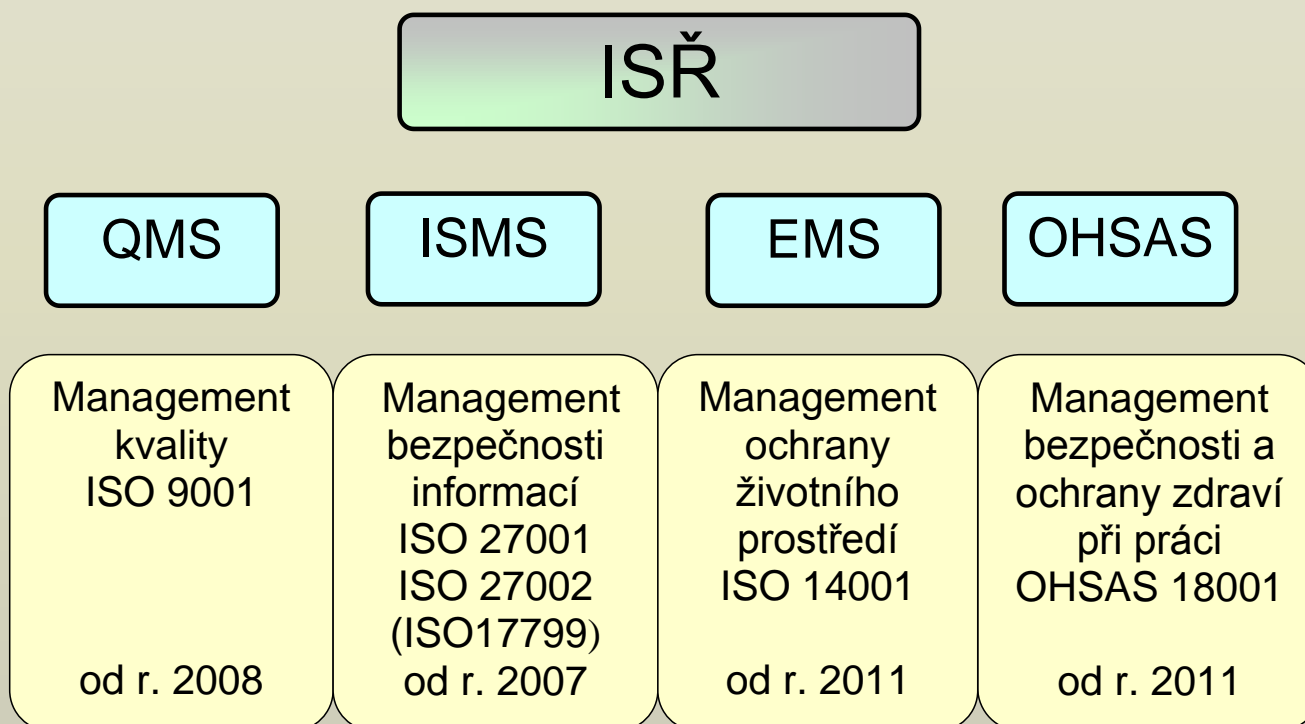 ISŘ
QMS
ISMS
EMS
OHSAS
Management
kvality
ISO 9001
od r. 2008
Management
bezpečnosti
informací
ISO 27001
ISO 27002
(ISO17799)
od r. 2007
Management
ochrany
životního
prostředí
ISO 14001
od r. 2011
Management
bezpečnosti a
ochrany zdraví
při práci
OHSAS 18001
od r. 2011